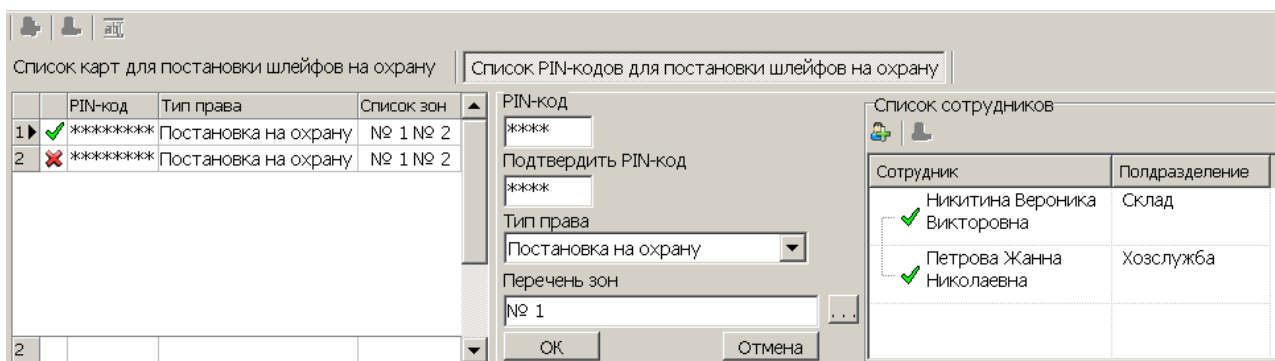 abl
Список карт для постановки шлейфов на охрану Список PIN-кодов для постановки шлейфов на охрану
PIN-код Тип права Список зон
1 ******** Постановка на охрану № 1 № 2
2 ******** Постановка на охрану № 1 № 2
2
PIN-код
****
Подтвердить PIN-код
****
Тип права
Постановка на охрану
Перечень зон
№ 1
...
ОК Отмена
Список сотрудников
Сотрудник Полдразделение
Никитина Вероника Склад
Викторовна
Петрова Жанна Хозслужба
Николаевна